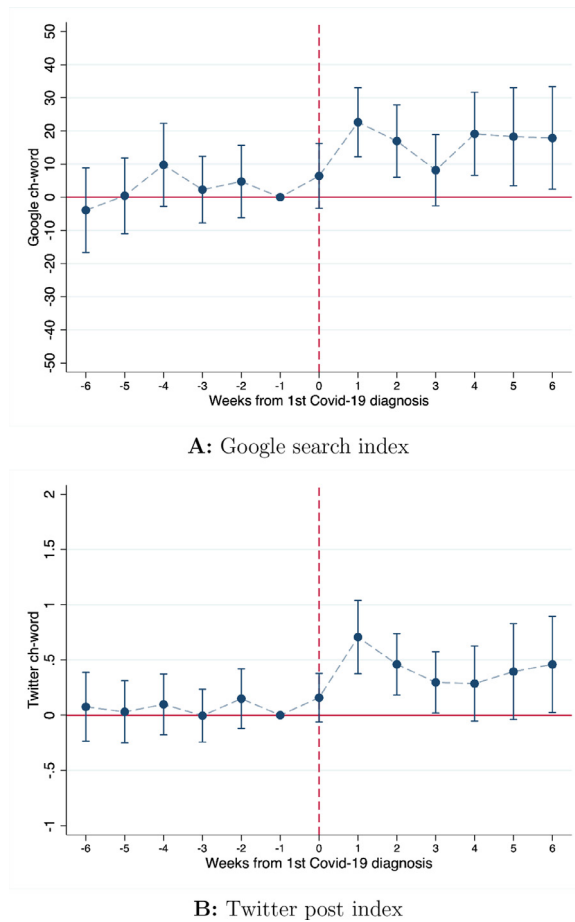 Google ch-word
50
40
30
20
10
0
-10
-20
-30
-40
-50
-6 -5 -4 -3 -2 -1 0 1 2 3 4 5 6
Weeks from 1st Covid-19 diagnosis
A: Google search index
Twitter ch-word
2
1.5
1
.5
0
-.5
-1
-6 -5 -4 -3 -2 -1 0 1 2 3 4 5 6
Weeks from 1st Covid-19 diagnosis
B: Twitter post index